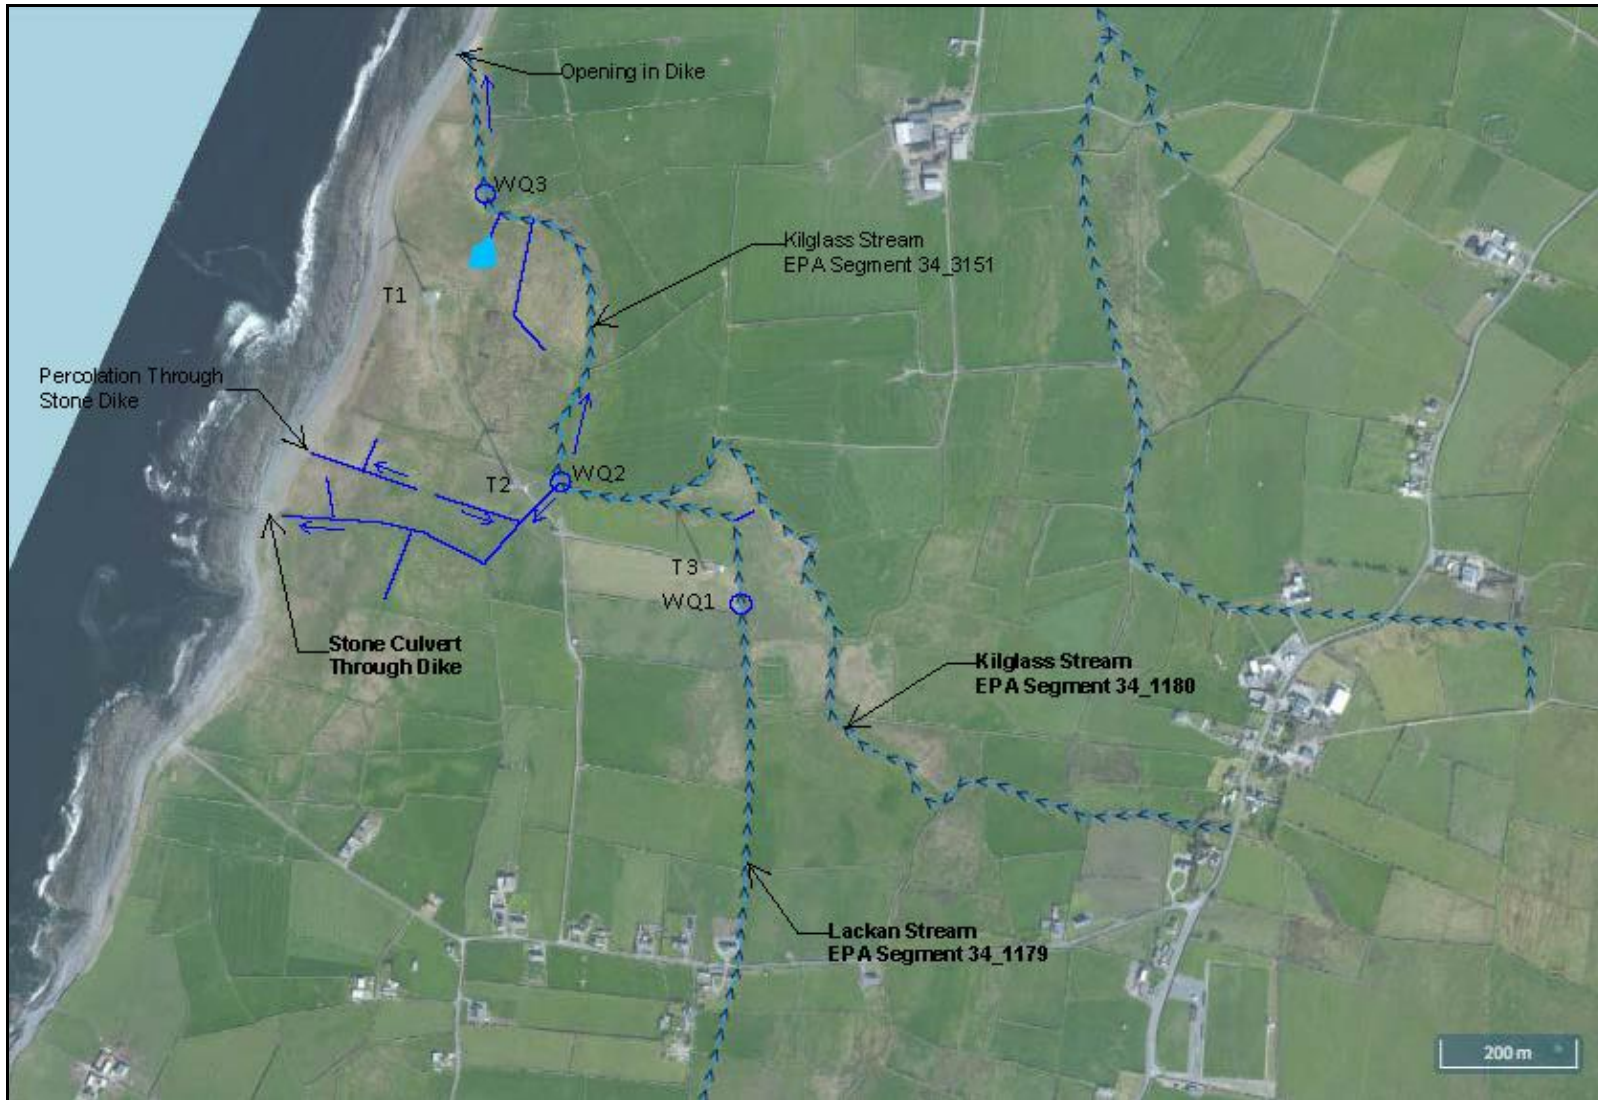 Opening in Dike
WQ3
Kilglass Stream
EPA Segment 34_3151
T1
Percolation Through
Stone Dike
T2
WQ2
T3
WQ1
Stone Culvert
Through Dike
Kilglass Stream
EPA Segment 34_1180
Lackan Stream
EPA Segment 34_1179
200 m